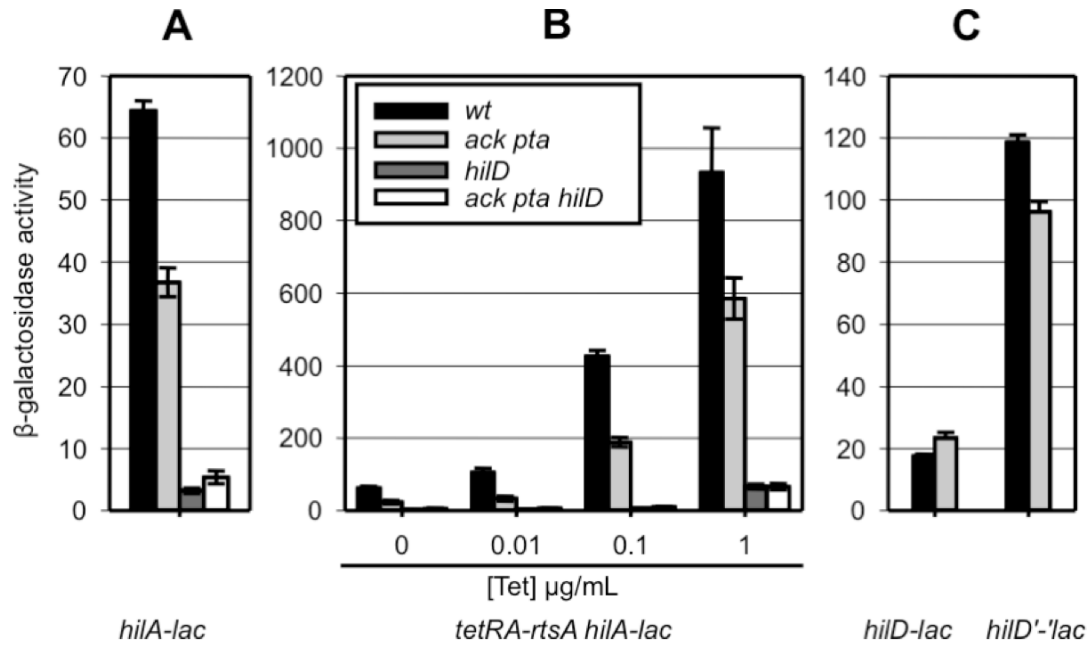 A
B
C
β-galactosidase activity
70
60
50
40
30
20
10
0
1200
1000
800
600
400
200
0
wt
ack pta
hilD
ack pta hilD
140
120
100
80
60
40
20
0
0 0.01 0.1 1
[Tet] µg/mL
hilA-lac
tetRA-rtsA hilA-lac
hilD-lac hilD'-'lac